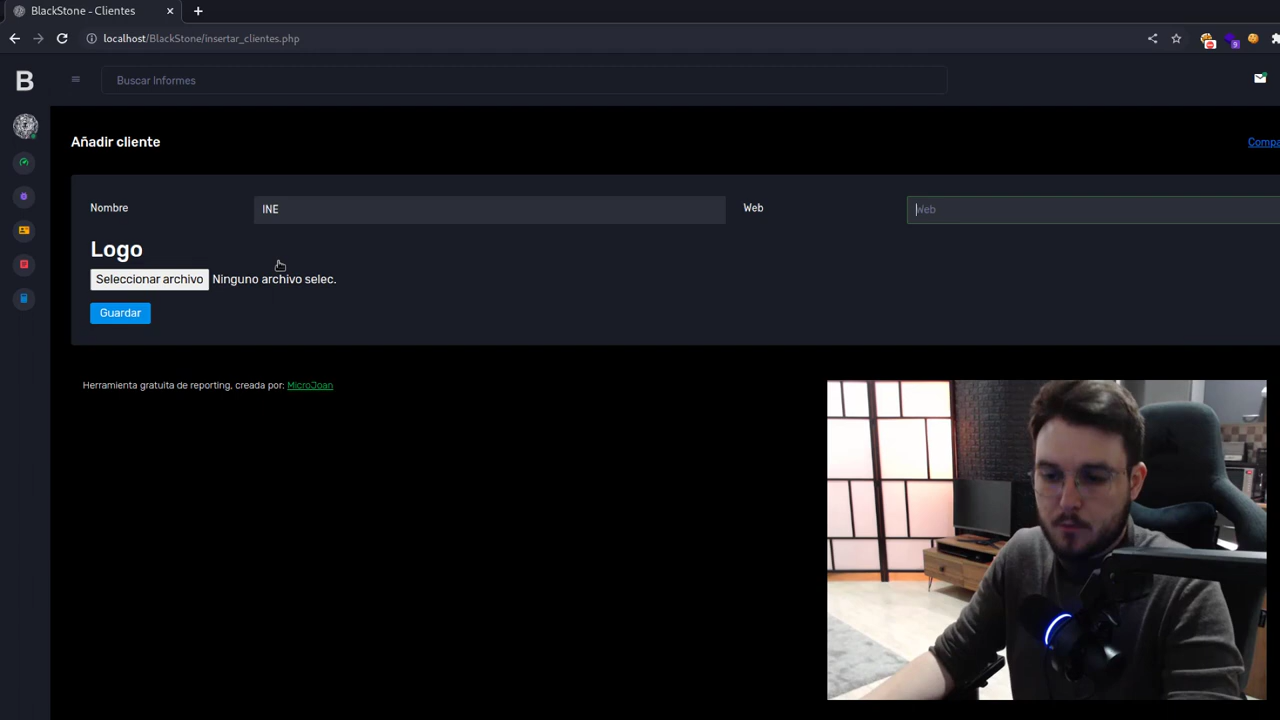 BlackStone - Clientes
localhost/BlackStone/insertar_clientes.php
9
B
Buscar Informes
Añadir cliente
Compa
Nombre
INE
Web
Web
Logo
Seleccionar archivo Ninguno archivo selec.
Guardar
Herramienta gratuita de reporting, creada por: MicroJoan